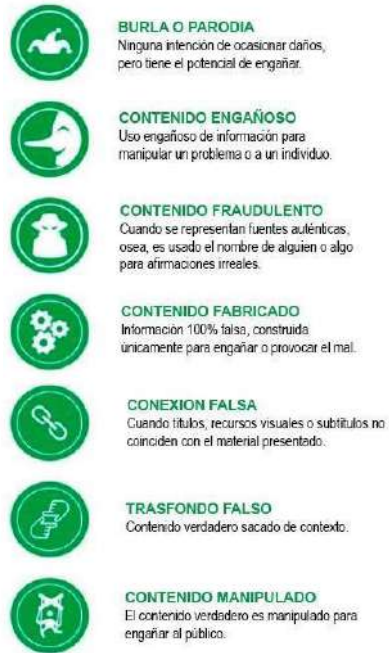 BURLA O PARODIA
Ninguna intención de ocasionar daños,
pero tiene el potencial de engañar.
CONTENIDO ENGAÑOSO
Uso engañoso de información para
manipular un problema o a un individuo.
CONTENIDO FRAUDULENTO
Cuando se representan fuentes auténticas,
osea, es usado el nombre de alguien o algo
para afirmaciones irreales.
CONTENIDO FABRICADO
Información 100% falsa, construida
únicamente para engañar o provocar el mal.
CONEXION FALSA
Cuando títulos, recursos visuales o subtítulos no
coinciden con el material presentado.
TRASFONDO FALSO
Contenido verdadero sacado de contexto.
CONTENIDO MANIPULADO
El contenido verdadero es manipulado para
engañar al público.